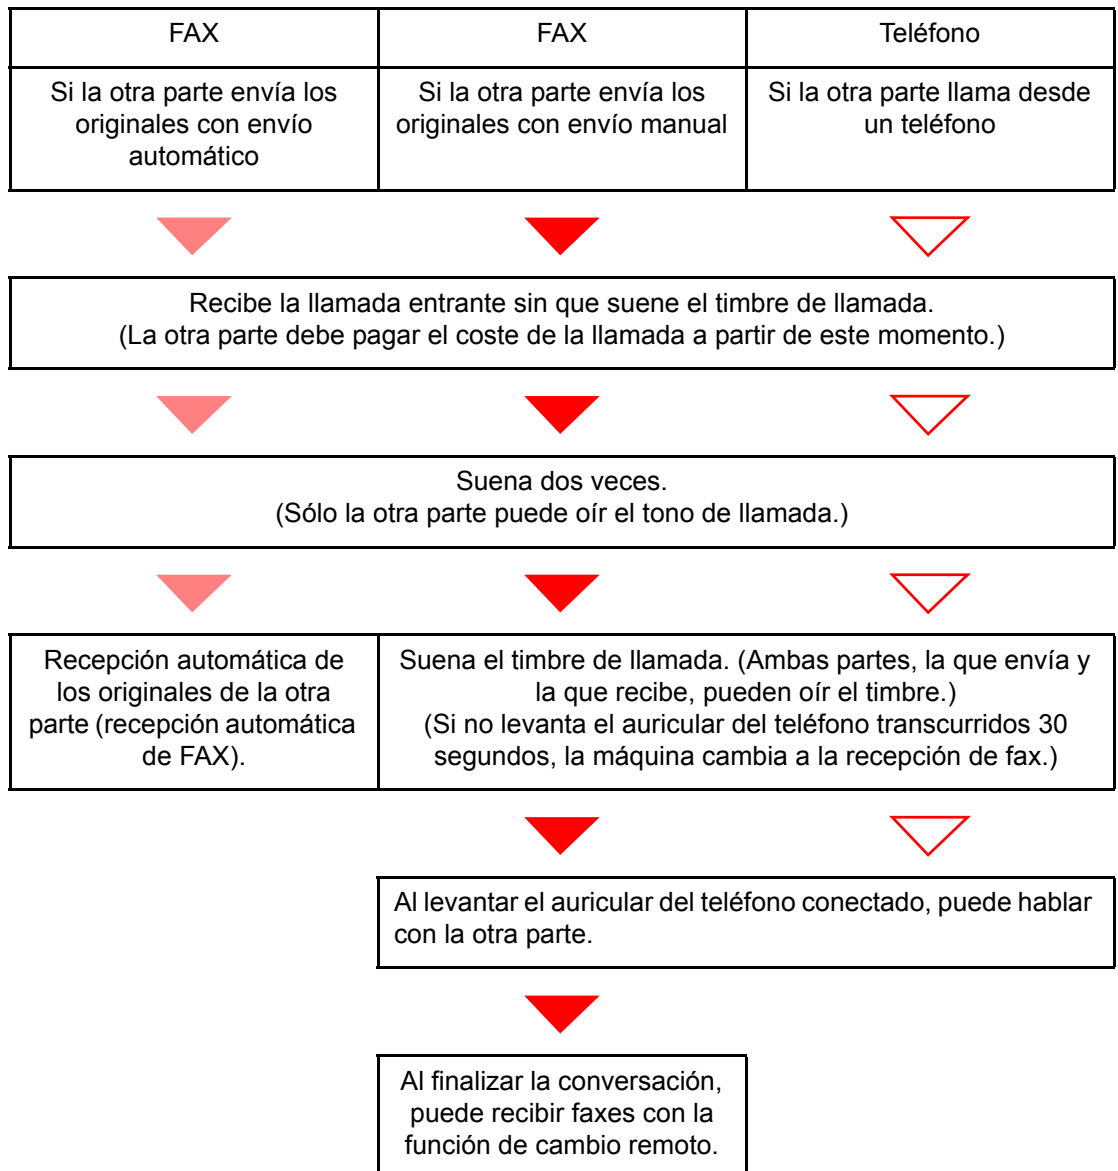 FAX
FAX
Teléfono
Si la otra parte envía los
originales con envío
automático
Si la otra parte envía los
originales con envío manual
Si la otra parte llama desde
un teléfono
Recibe la llamada entrante sin que suene el timbre de llamada.
(La otra parte debe pagar el coste de la llamada a partir de este momento.)
Suena dos veces.
(Sólo la otra parte puede oír el tono de llamada.)
Recepción automática de
los originales de la otra
parte (recepción automática
de FAX).
Suena el timbre de llamada. (Ambas partes, la que envía y
la que recibe, pueden oír el timbre.)
(Si no levanta el auricular del teléfono transcurridos 30
segundos, la máquina cambia a la recepción de fax.)
Al levantar el auricular del teléfono conectado, puede hablar
con la otra parte.
Al finalizar la conversación,
puede recibir faxes con la
función de cambio remoto.